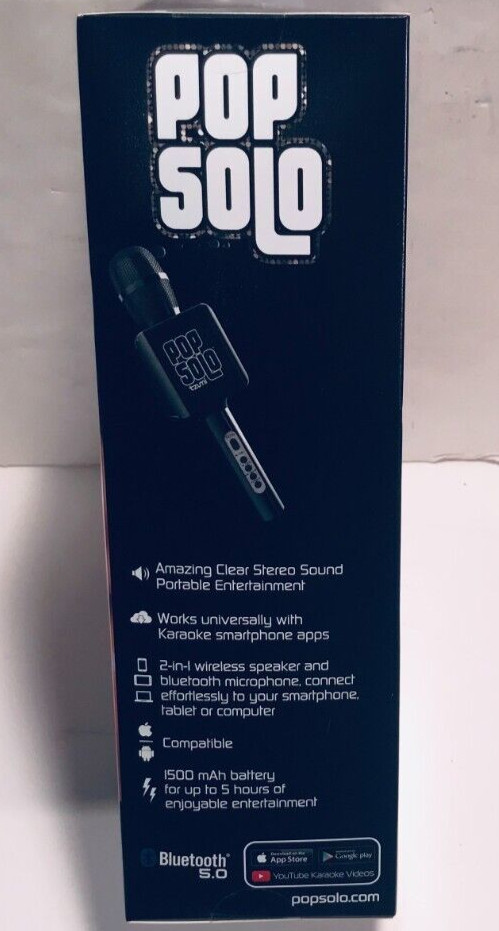 POP
SOLO
POP
SOLO
tzumi
Amazing Clear Stereo Sound
Portable Entertainment
Works universally with
Karaoke smartphone apps
2-in-1 wireless speaker and
bluetooth microphone, connect
effortlessly to your smartphone,
tablet or computer
Compatible
1500 mAh battery
for up to 5 hours of
enjoyable entertainment
Bluetooth®
5.0
App Store
Google play
YouTube Karaoke Videos
popsolo.com